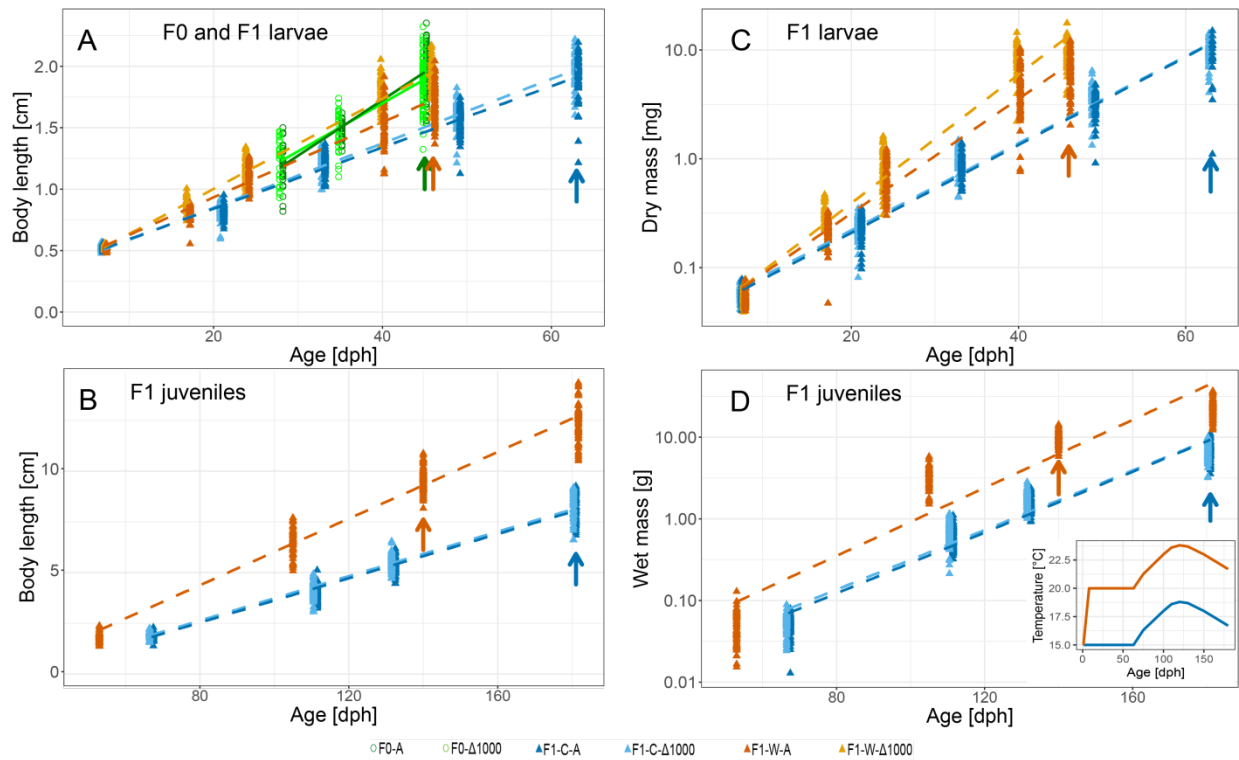 A
F0 and F1 larvae
Body length [cm]
2.0
1.5
1.0
0.5
0.0
20
40
60
Age [dph]
C
F1 larvae
Dry mass [mg]
10.0
1.0
0.1
20
40
60
Age [dph]
B
F1 juveniles
Body length [cm]
10
5
0
80
120
160
Age [dph]
D
F1 juveniles
Wet mass [g]
10.00
1.00
0.10
0.01
80
120
160
Age [dph]
Temperature [°C]
22.5
20.0
17.5
15.0
0
50
100
150
Age [dph]
F0-A F0-Δ1000 F1-C-A F1-C-Δ1000 F1-W-A F1-W-Δ1000